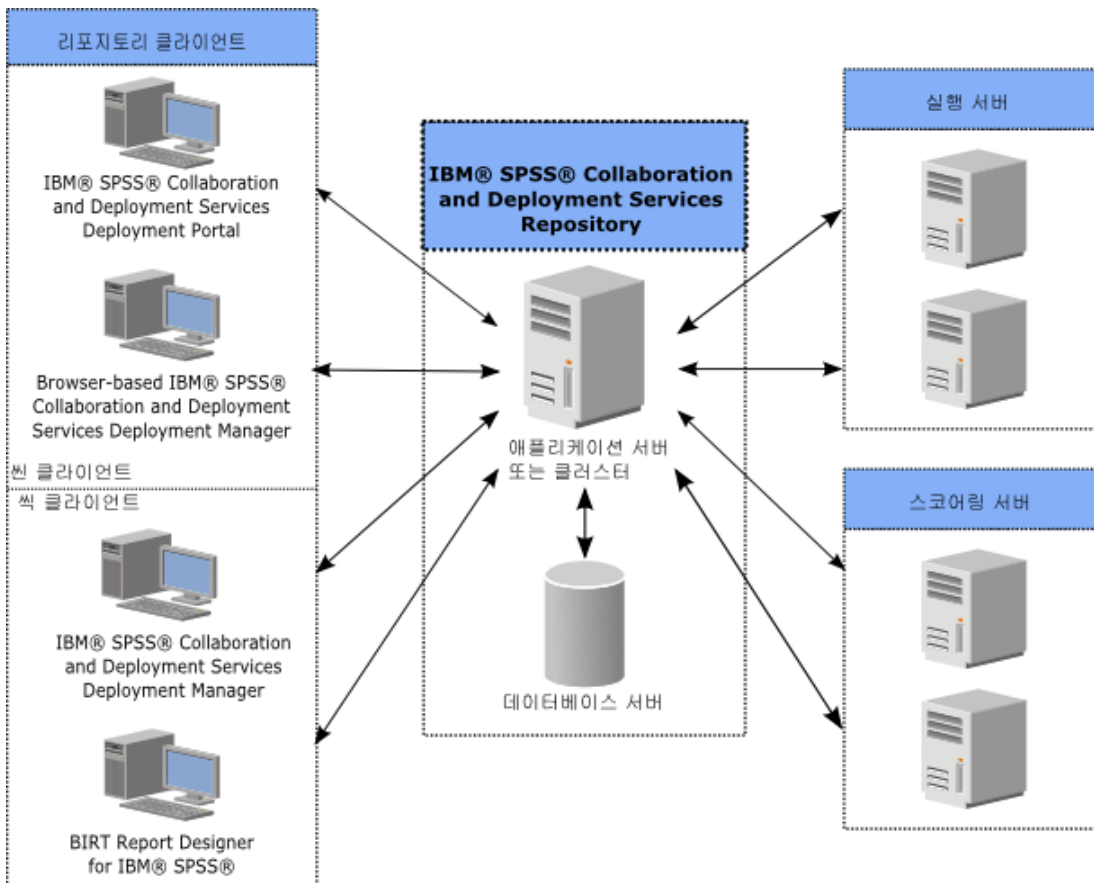 리포지토리 클라이언트
IBM® SPSS® Collaboration
and Deployment Services
Deployment Portal
Browser-based IBM® SPSS®
Collaboration and Deployment
Services Deployment Manager
씬 클라이언트
씩 클라이언트
IBM® SPSS® Collaboration
and Deployment Services
Deployment Manager
BIRT Report Designer
for IBM® SPSS®
IBM® SPSS® Collaboration
and Deployment Services
Repository
애플리케이션 서버
또는 클러스터
데이터베이스 서버
실행 서버
스코어링 서버